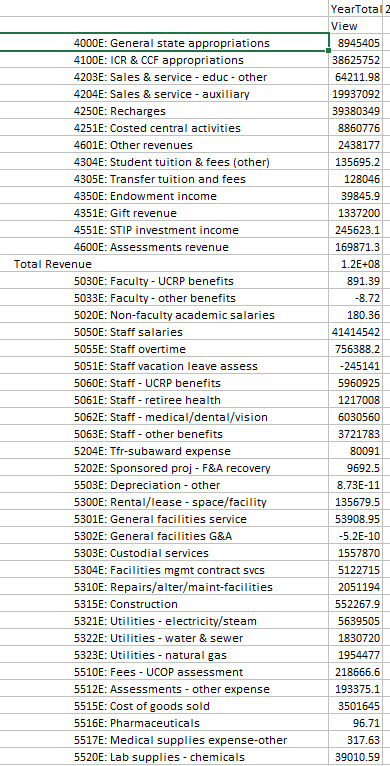 YearTotal 2
View
4000E: General state appropriations 8945405
4100E: ICR & CCF appropriations 38625752
4203E: Sales & service - educ - other 64211.98
4204E: Sales & service - auxiliary 19937092
4250E: Recharges 39380349
4251E: Costed central activities 8860776
4601E: Other revenues 2438177
4304E: Student tuition & fees (other) 135695.2
4305E: Transfer tuition and fees 128046
4350E: Endowment income 39845.9
4351E: Gift revenue 1337200
4551E: STIP investment income 245623.1
4600E: Assessments revenue 169871.3
Total Revenue 1.2E+08
5030E: Faculty - UCRP benefits 891.39
5033E: Faculty - other benefits -8.72
5020E: Non-faculty academic salaries 180.36
5050E: Staff salaries 41414542
5055E: Staff overtime 756388.2
5051E: Staff vacation leave assess -245141
5060E: Staff - UCRP benefits 5960925
5061E: Staff - retiree health 1217008
5062E: Staff - medical/dental/vision 6030560
5063E: Staff - other benefits 3721783
5204E: Tfr-subaward expense 80091
5202E: Sponsored proj - F&A recovery 9692.5
5503E: Depreciation - other 8.73E-11
5300E: Rental/lease - space/facility 135679.5
5301E: General facilities service 53908.95
5302E: General facilities G&A -5.2E-10
5303E: Custodial services 1557870
5304E: Facilities mgmt contract svcs 5122715
5310E: Repairs/alter/maint-facilities 2051194
5315E: Construction 552267.9
5321E: Utilities - electricity/steam 5639505
5322E: Utilities - water & sewer 1830720
5323E: Utilities - natural gas 1954477
5510E: Fees - UCOP assessment 218666.6
5512E: Assessments - other expense 193375.1
5515E: Cost of goods sold 3501645
5516E: Pharmaceuticals 96.71
5517E: Medical supplies expense-other 317.63
5520E: Lab supplies - chemicals 39010.59